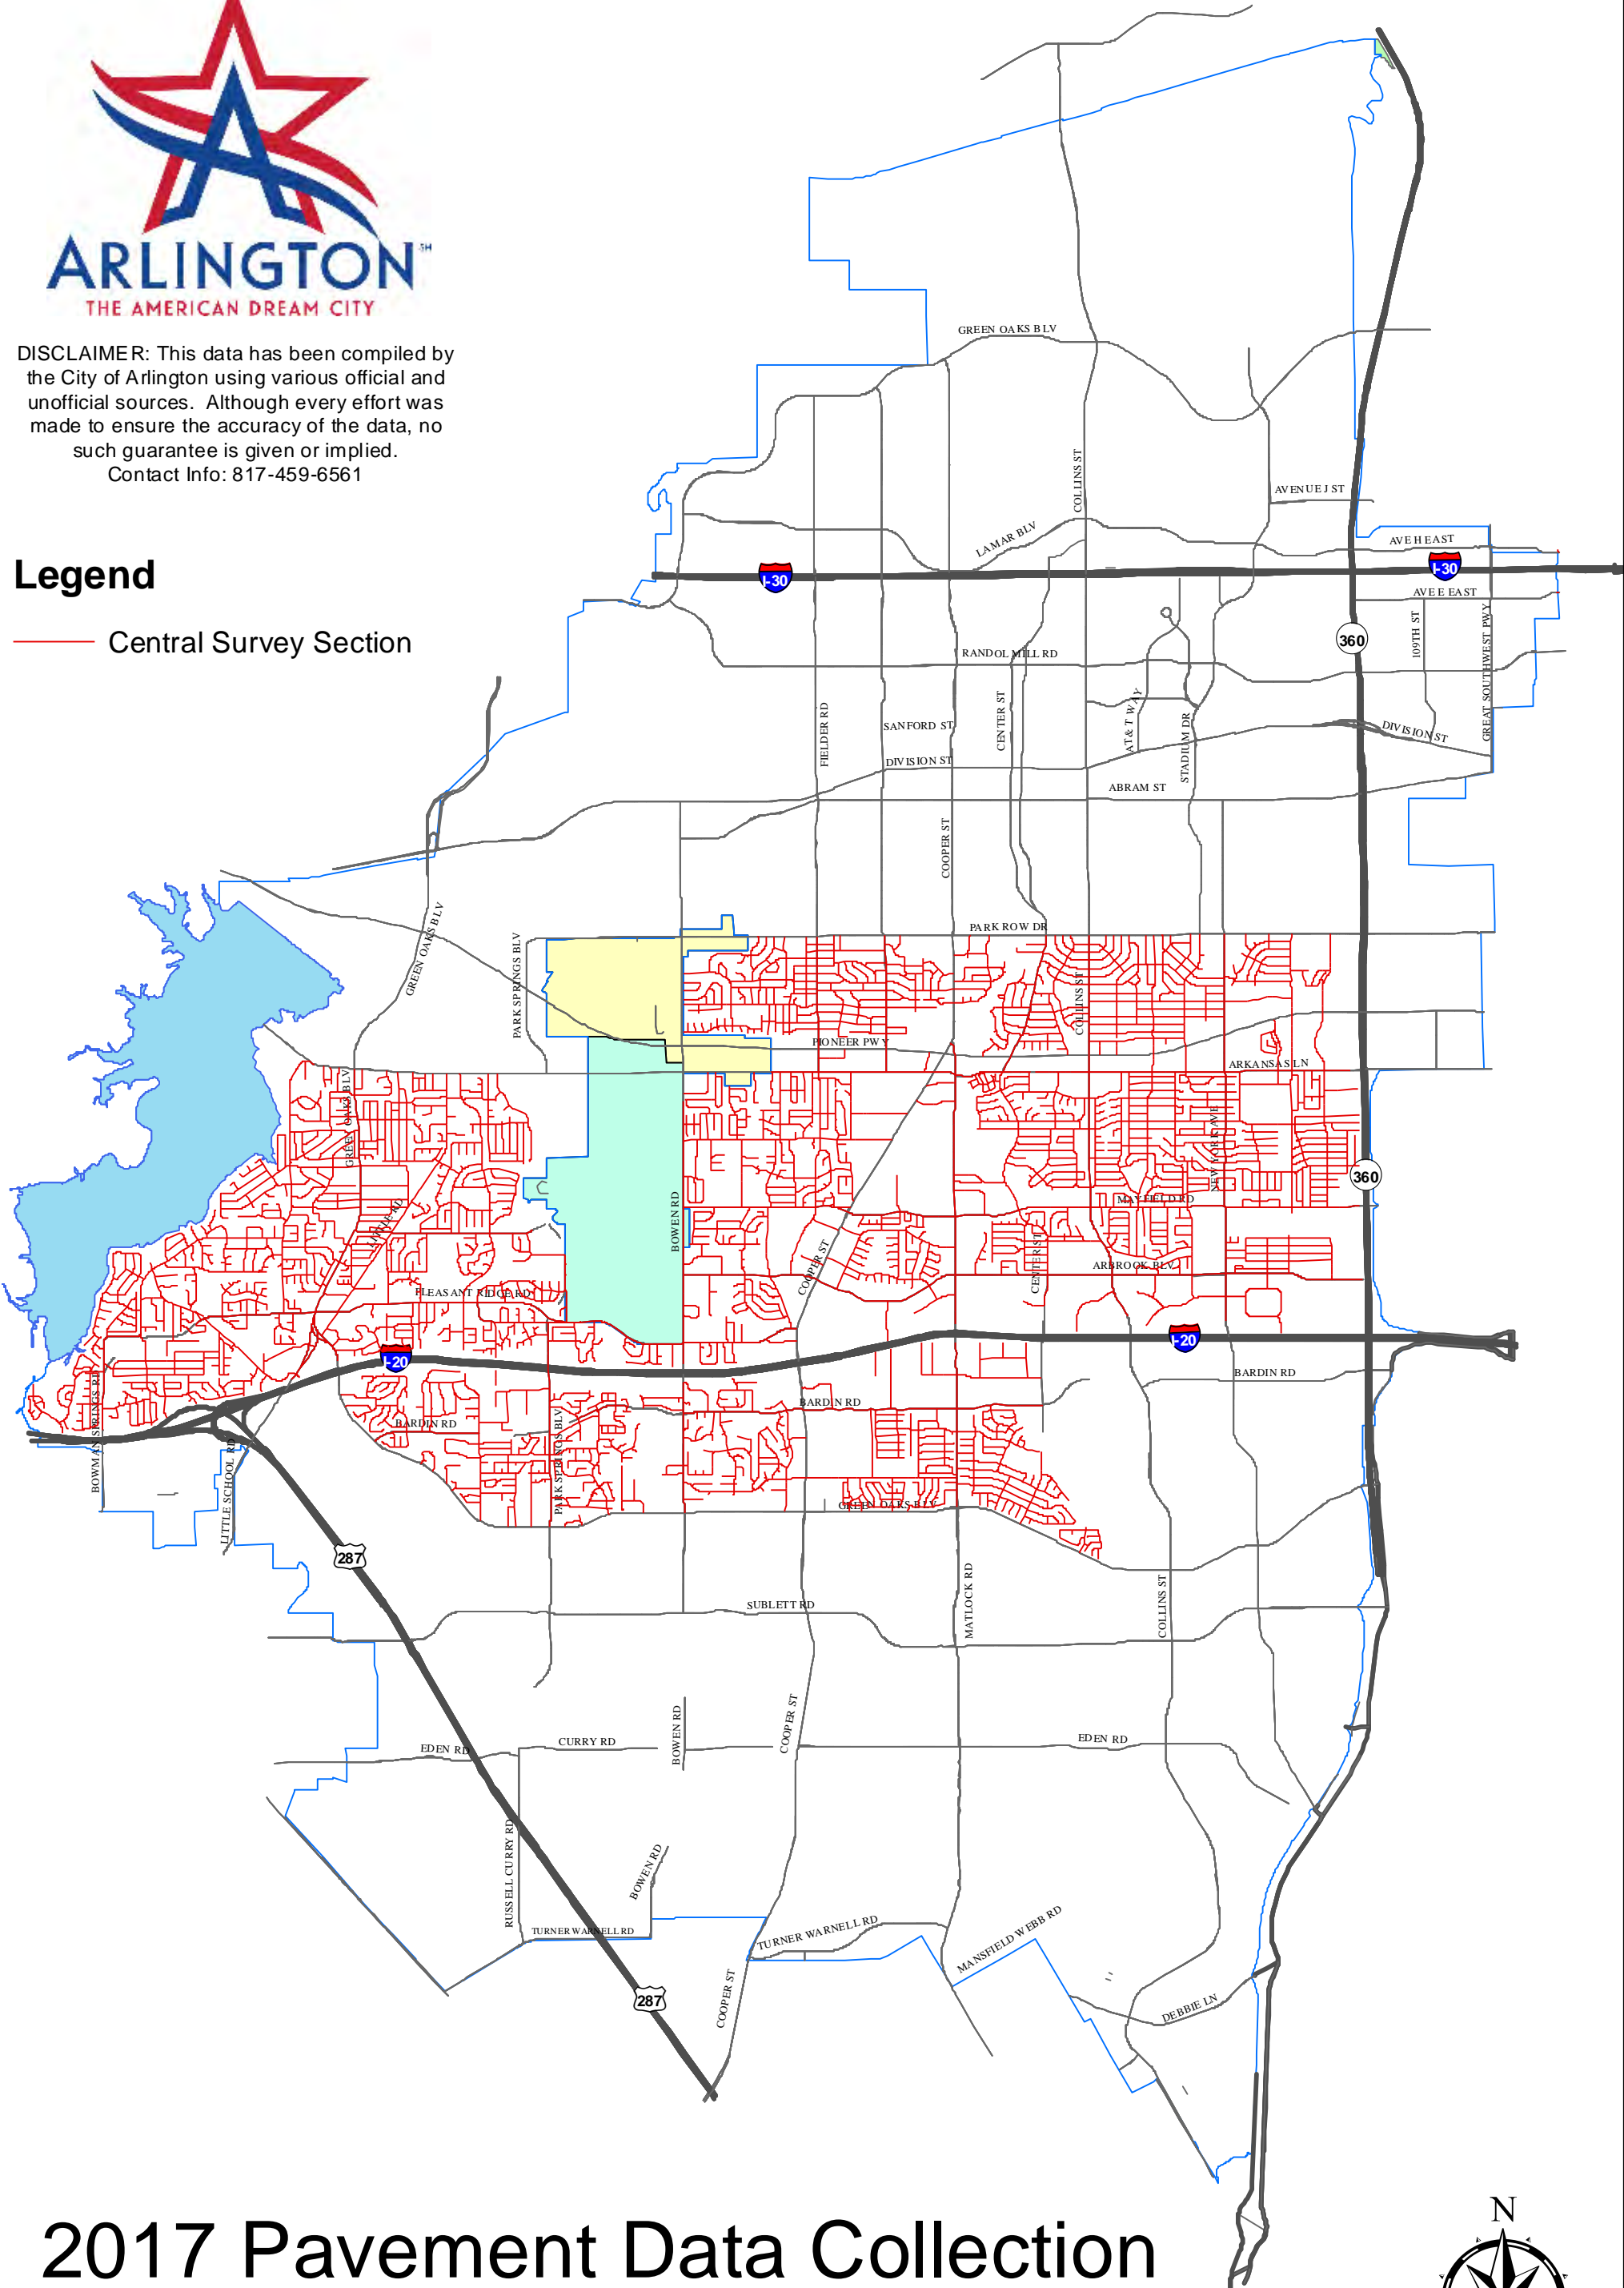 ARLINGTON SM
THE AMERICAN DREAM CITY
DISCLAIMER: This data has been compiled by
the City of Arlington using various official and
unofficial sources. Although every effort was
made to ensure the accuracy of the data, no
such guarantee is given or implied.
Contact Info: 817-459-6561
Legend
Central Survey Section
GREEN OAKS BLV
COLLINS ST
AVENUE J ST
LAMAR BLV
AVE H EAST
I-30
I-30
AVE E EAST
360
109TH ST
GREAT SOUTHWEST PWY
RANDOL MILL RD
FIELDER RD
SANFORD ST
CENTER ST
AT&T WAY
STADIUM DR
DIVISION ST
DIVISION ST
ABRAM ST
COOPER ST
PARK ROW DR
GREEN OAKS BLV
PARK SPRINGS BLV
COLLINS ST
PIONEER PWY
ARKANSAS LN
GREEN OAKS BLV
NEW YORK AVE
360
MAYFIELD RD
LITTLE RD
BOWEN RD
COOPER ST
CENTER ST
ARBROOK BLV
PLEASANT RIDGE RD
I-20
I-20
BARDIN RD
BARDIN RD
BARDIN RD
BOWMAN SPRINGS RD
PARK SPRINGS BLV
LITTLE SCHOOL RD
GREEN OAKS BLV
287
SUBLETT RD
MATLOCK RD
COLLINS ST
EDEN RD
CURRY RD
BOWEN RD
COOPER ST
EDEN RD
RUSSELL CURRY RD
BOWEN RD
TURNER WARNELL RD
TURNER WARNELL RD
MANSFIELD WEBB RD
287
COOPER ST
DEBBIE LN
N
2017 Pavement Data Collection